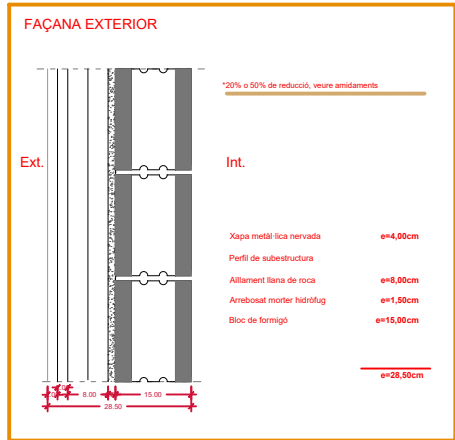 FAÇANA EXTERIOR
*20% o 50% de reducció, veure amidaments
Ext.
Int.
Xapa metàl·lica nervada e=4,00cm
Perfil de subestructura
Aïllament llana de roca e=8,00cm
Arrebosat morter hidròfug e=1,50cm
Bloc de formigó e=15,00cm
e=28,50cm
8.00 15.00
28.50